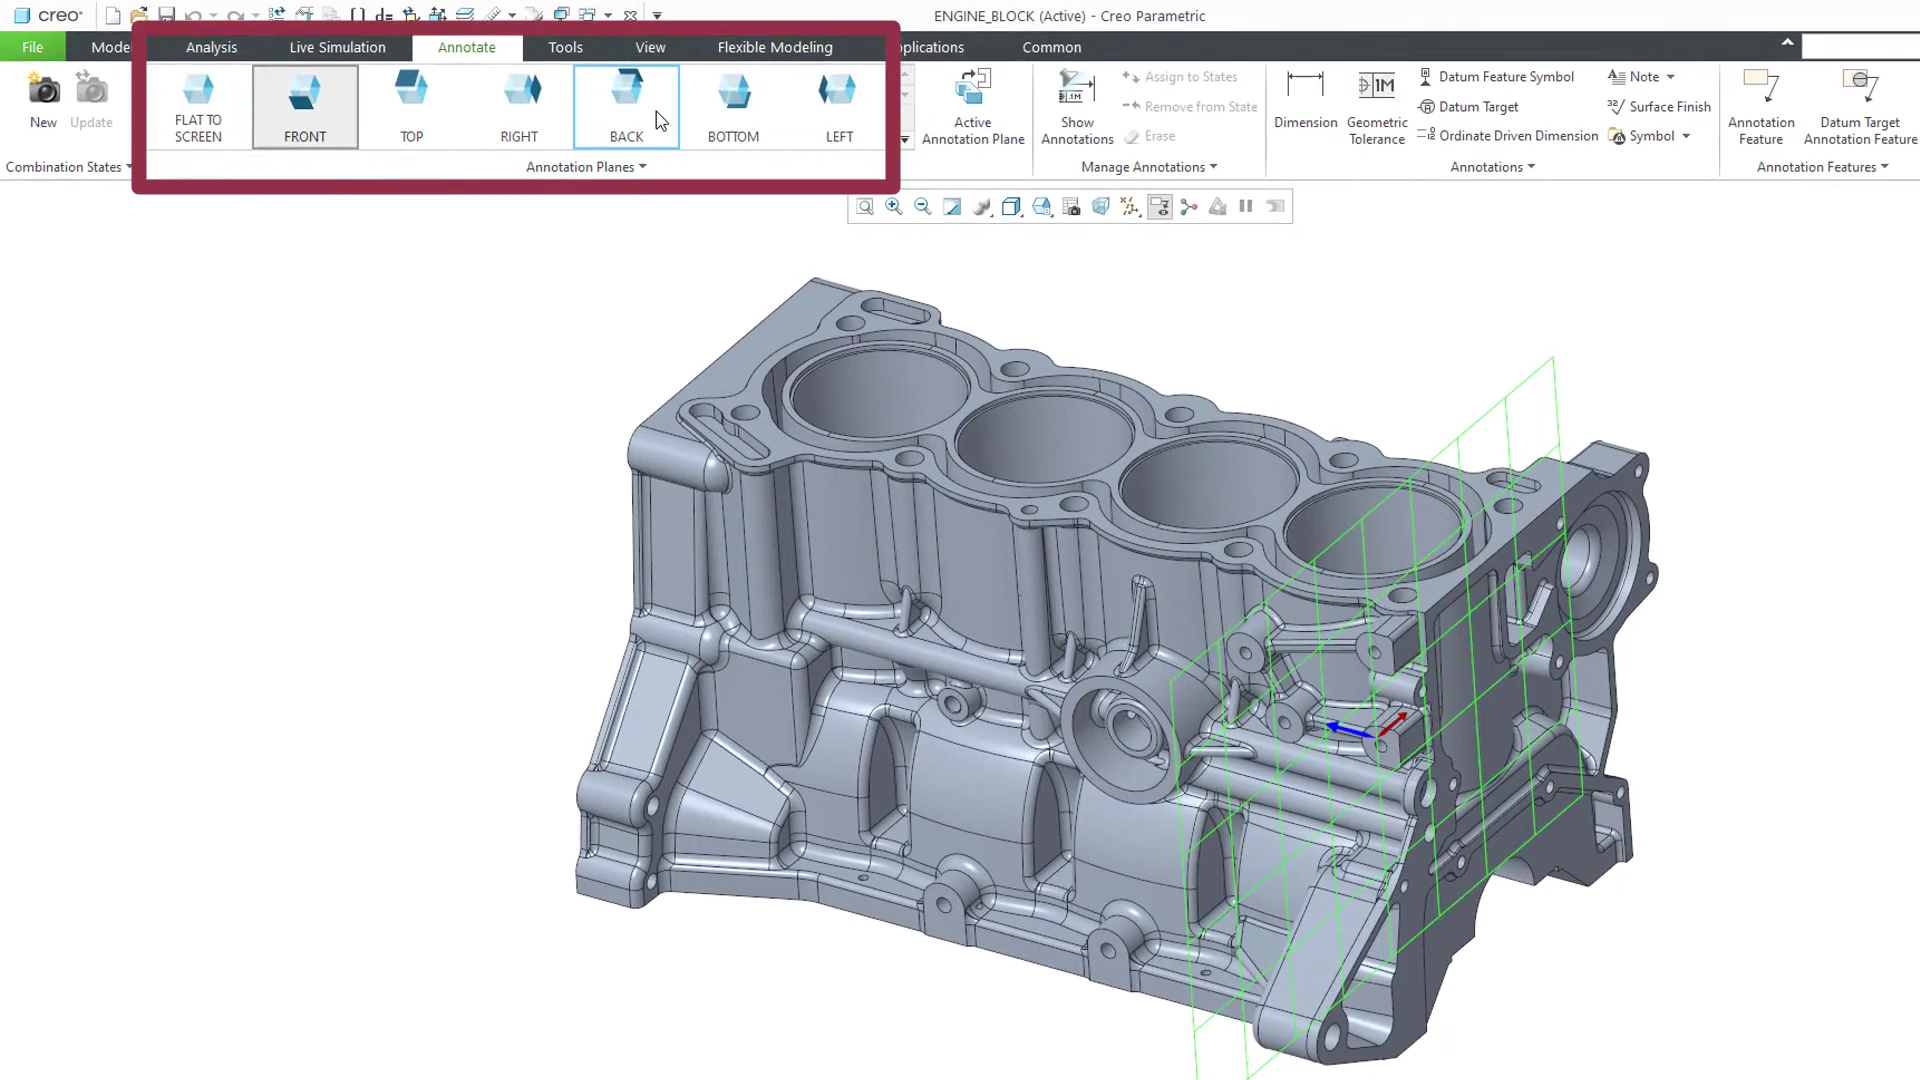 creo
ENGINE_BLOCK (Active) - Creo Parametric
File
Analysis
Live Simulation
Annotate
Tools
View
Flexible Modeling
Common
New
Update
Combination States
FLAT TO
SCREEN
FRONT
TOP
RIGHT
BACK
BOTTOM
LEFT
Annotation Planes
Active
Annotation Plane
Show
Annotations
Assign to States
Remove from State
Erase
Manage Annotations
Dimension
Geometric
Tolerance
Datum Feature Symbol
Datum Target
Ordinate Driven Dimension
Note
Surface Finish
Symbol
Annotations
Annotation
Feature
Datum Target
Annotation Feature
Annotation Features